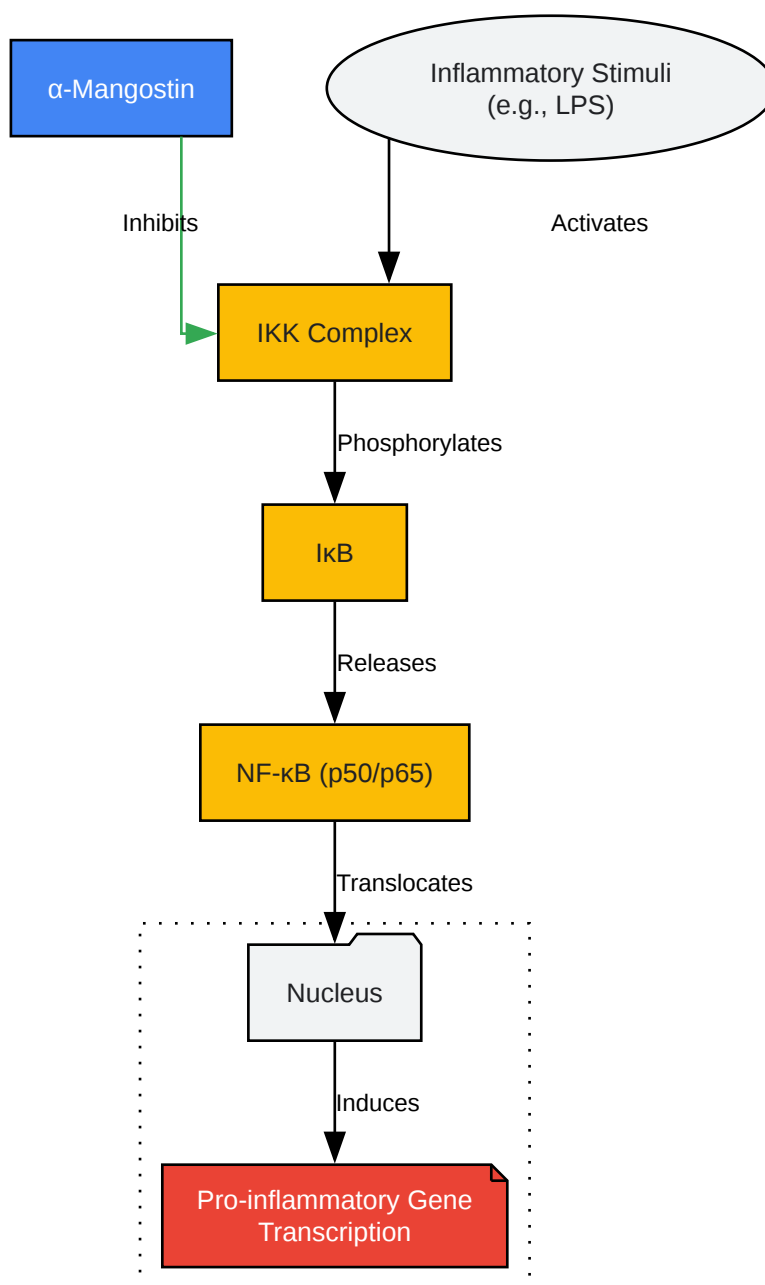 α-Mangostin
Inflammatory Stimuli
(e.g., LPS)
Inhibits
Activates
IKK Complex
Phosphorylates
IκB
Releases
NF-κB (p50/p65)
Translocates
Nucleus
Induces
Pro-inflammatory Gene
Transcription